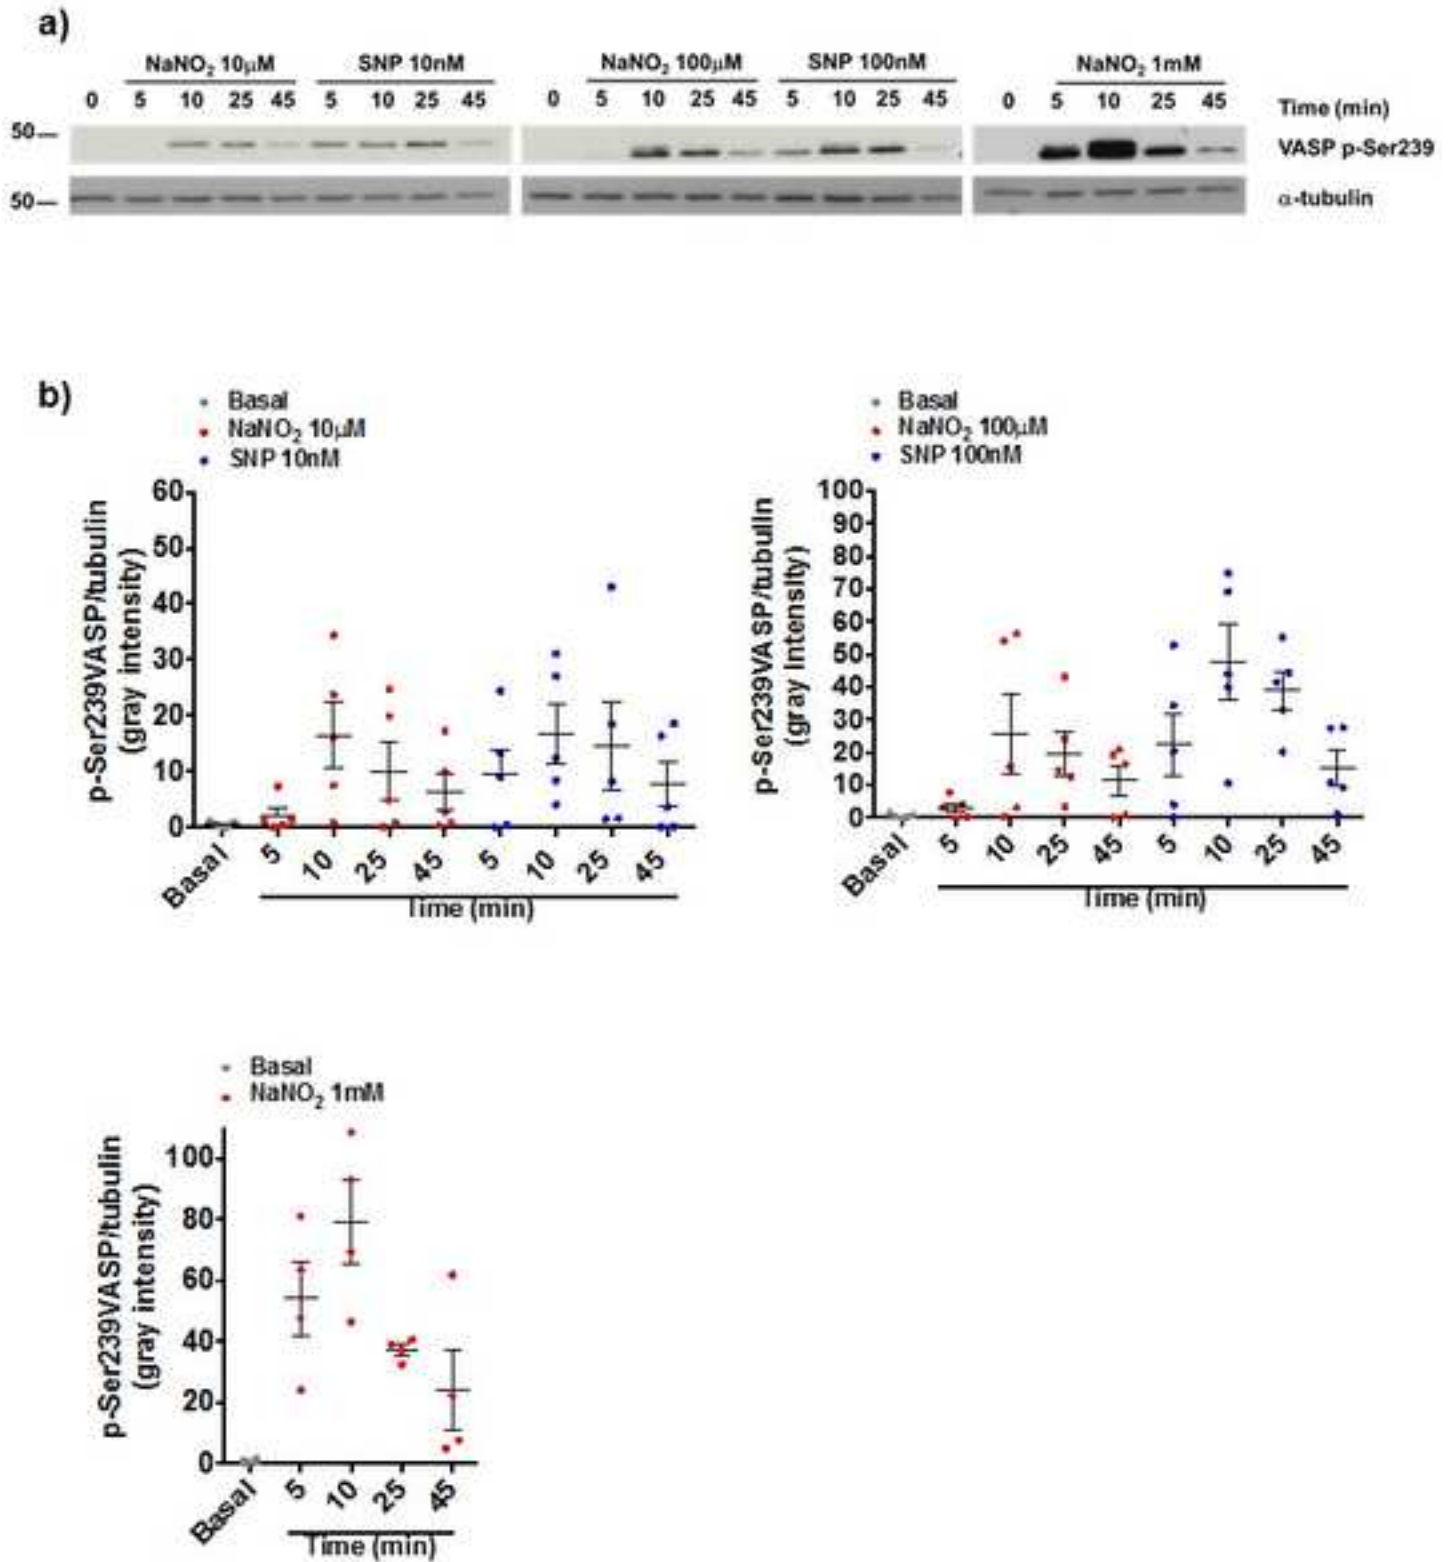 a)
NaNO₂ 10μM SNP 10nM NaNO₂ 100μM SNP 100nM NaNO₂ 1mM
0 5 10 25 45 5 10 25 45 0 5 10 25 45 5 10 25 45 0 5 10 25 45 Time (min)
50
VASP p-Ser239
50
α-tubulin
b)
Basal
NaNO₂ 10μM
SNP 10nM
p-Ser239VASP/tubulin
(gray intensity)
60
50
40
30
20
10
0
Basal 5 10 25 45 5 10 25 45
Time (min)
Basal
NaNO₂ 100μM
SNP 100nM
p-Ser239VASP/tubulin
(gray intensity)
100
90
80
70
60
50
40
30
20
10
0
Basal 5 10 25 45 5 10 25 45
Time (min)
Basal
NaNO₂ 1mM
p-Ser239VASP/tubulin
(gray intensity)
100
80
60
40
20
0
Basal 5 10 25 45
Time (min)